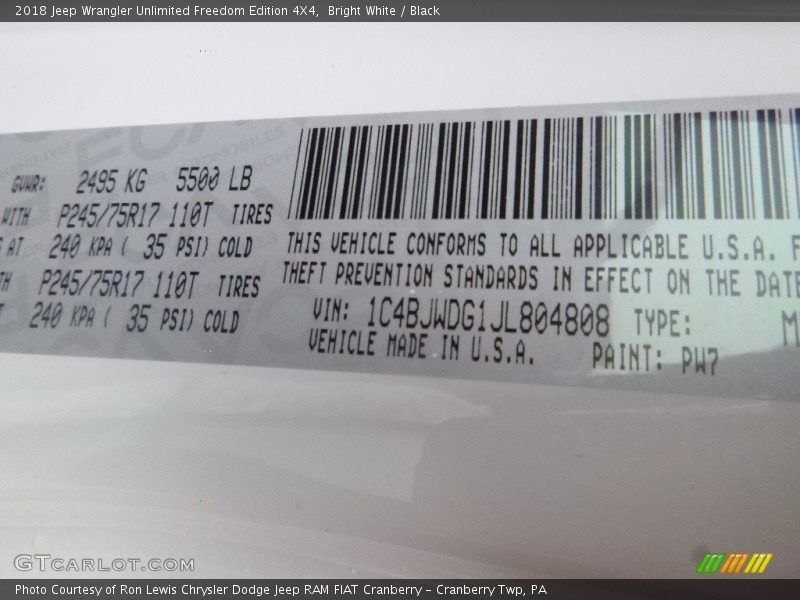 2018 Jeep Wrangler Unlimited Freedom Edition 4X4, Bright White / Black
GVWR: 2495 KG 5500 LB
WITH P245/75R17 110T TIRES
AT 240 KPA ( 35 PSI) COLD
P245/75R17 110T TIRES
240 KPA ( 35 PSI) COLD
THIS VEHICLE CONFORMS TO ALL APPLICABLE U.S.A. F
THEFT PREVENTION STANDARDS IN EFFECT ON THE DATE
VIN: 1C4BJWDG1JL804808 TYPE: M
VEHICLE MADE IN U.S.A. PAINT: PW7
GTCARLOT.COM
Photo Courtesy of Ron Lewis Chrysler Dodge Jeep RAM FIAT Cranberry – Cranberry Twp, PA